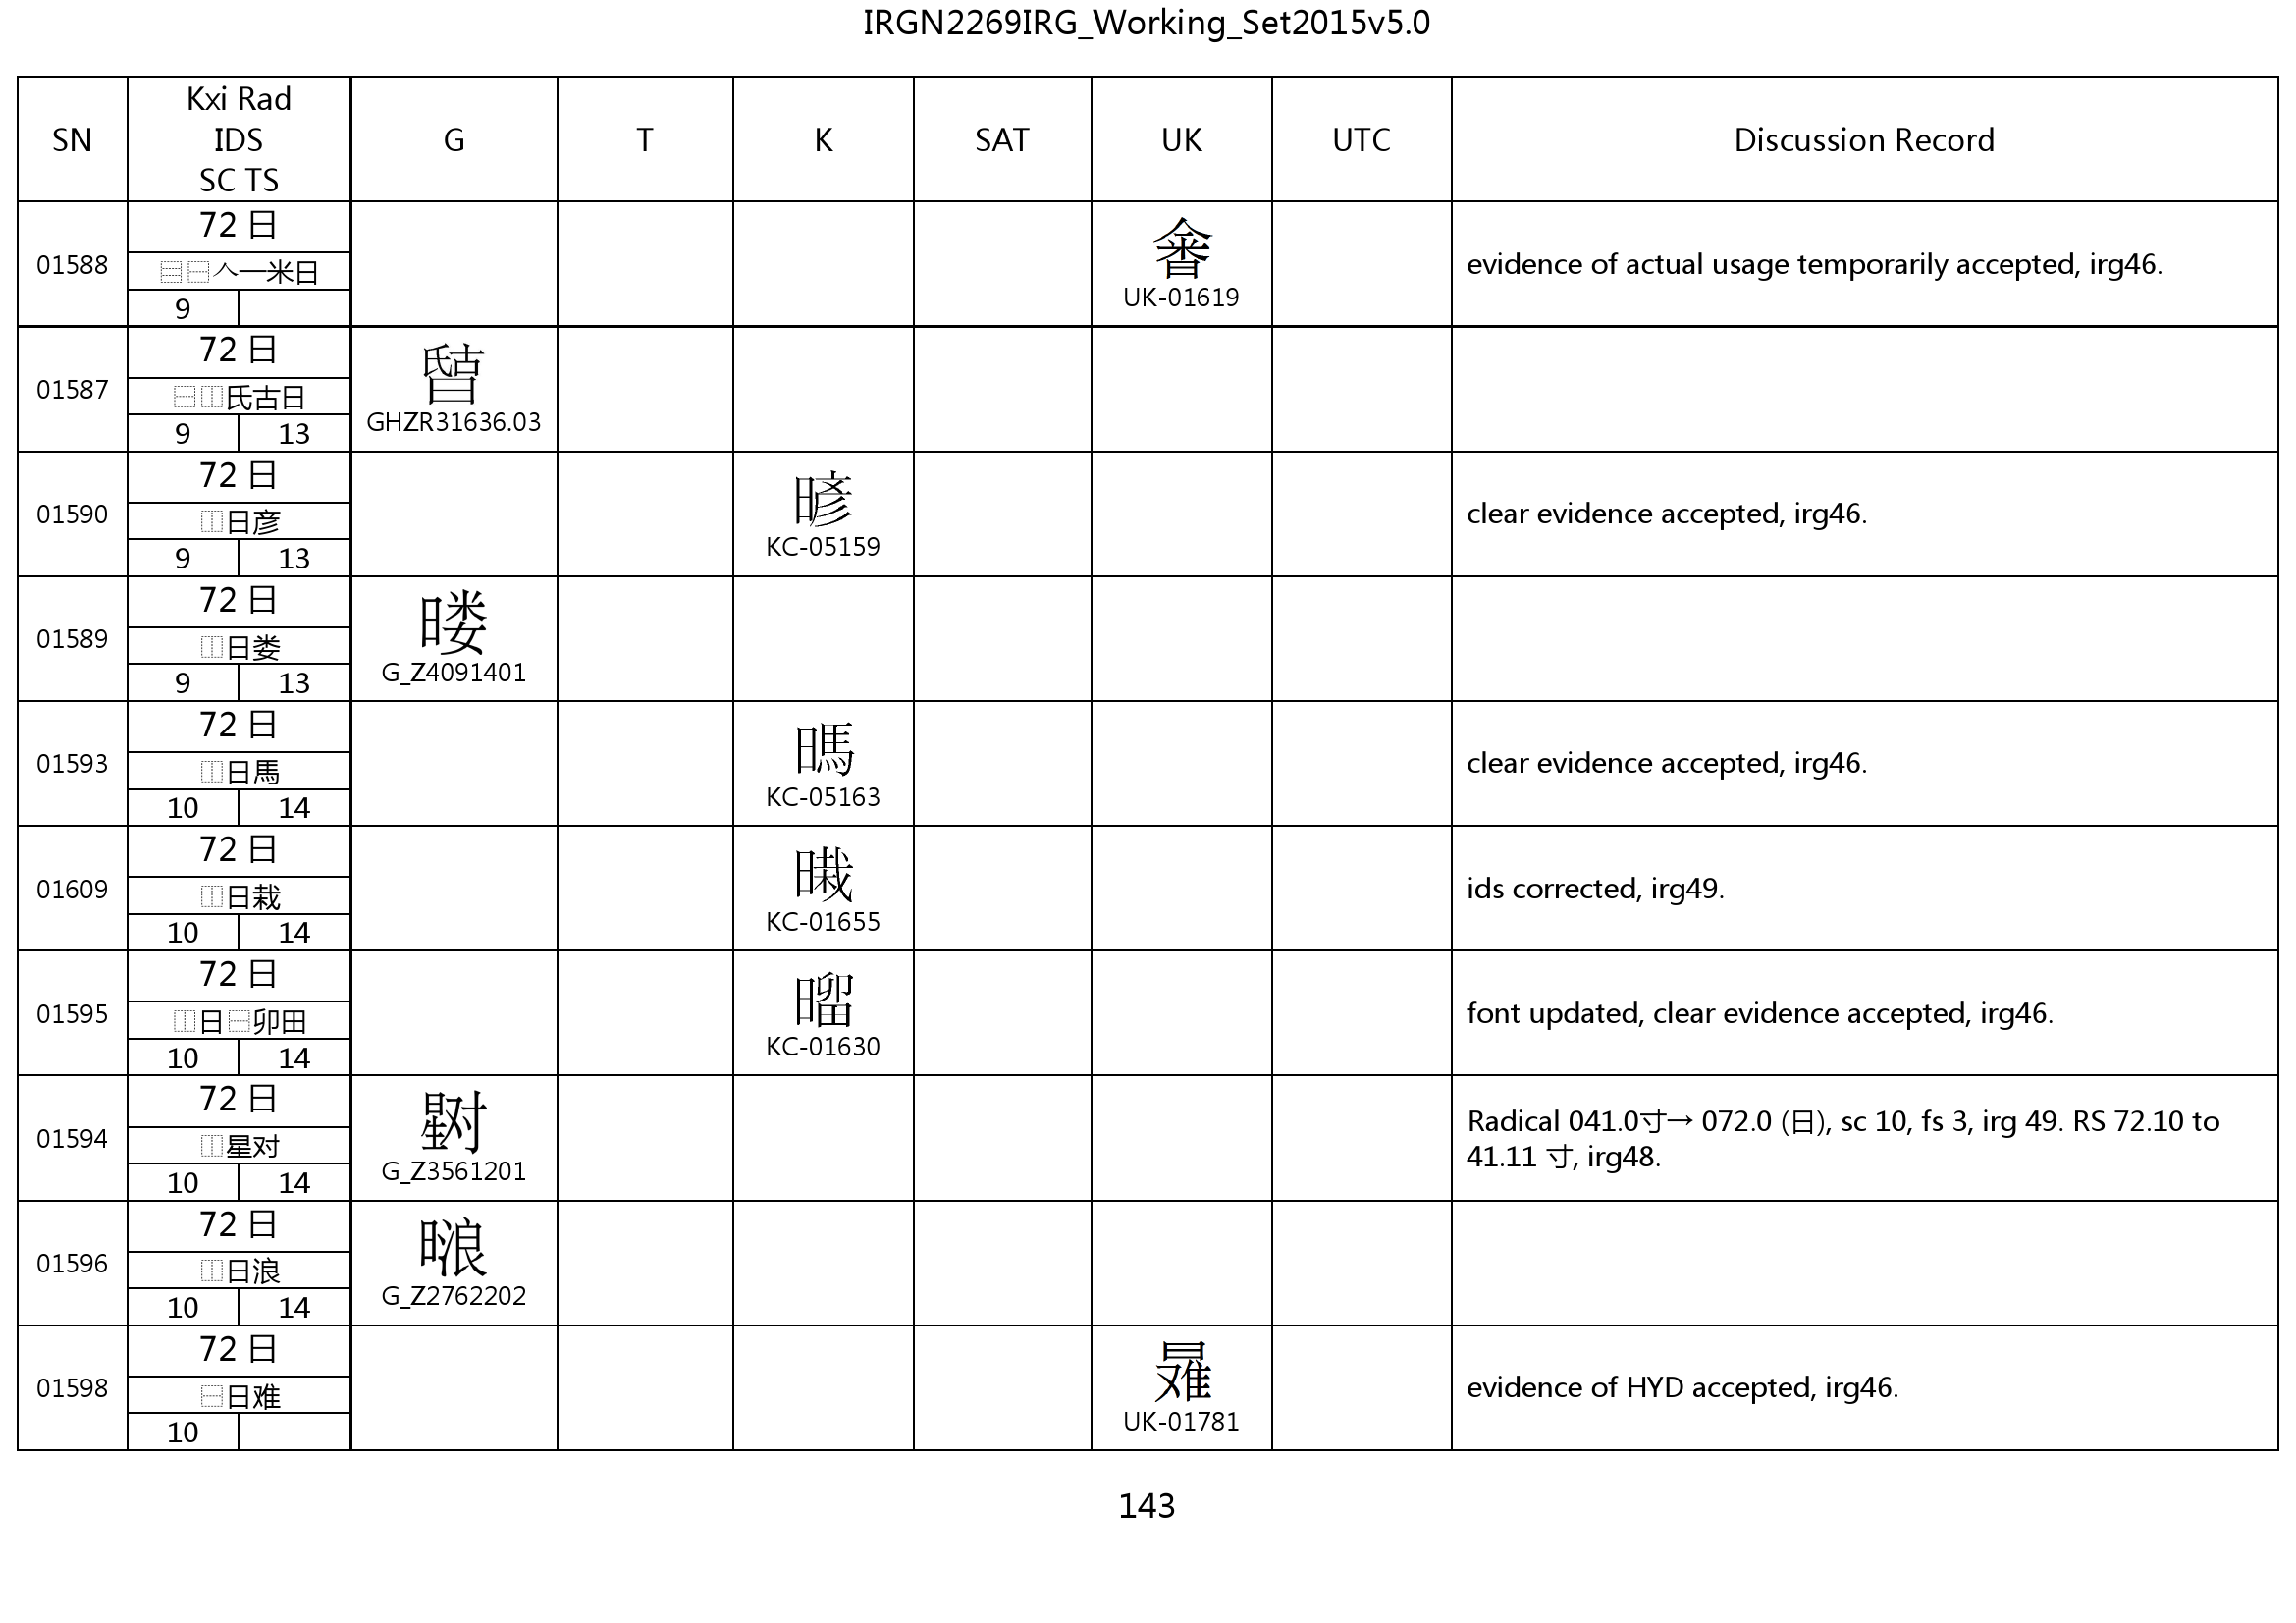 IRGN2269IRG_Working_Set2015v5.0
SN
Kxi Rad
IDS
SC TS
G
T
K
SAT
UK
UTC
Discussion Record
01588
72 日
⿳⿱𠆢一米日
9
UK-01619
evidence of actual usage temporarily accepted, irg46.
01587
72 日
⿱⿰氏古日
9 13
GHZR31636.03
01590
72 日
⿰日彦
9 13
KC-05159
clear evidence accepted, irg46.
01589
72 日
⿰日娄
9 13
G_Z4091401
01593
72 日
⿰日馬
10 14
KC-05163
clear evidence accepted, irg46.
01609
72 日
⿰日栽
10 14
KC-01655
ids corrected, irg49.
01595
72 日
⿰日⿱卯田
10 14
KC-01630
font updated, clear evidence accepted, irg46.
01594
72 日
⿰星对
10 14
G_Z3561201
Radical 041.0寸→ 072.0 (日), sc 10, fs 3, irg 49. RS 72.10 to
41.11 寸, irg48.
01596
72 日
⿰日浪
10 14
G_Z2762202
01598
72 日
⿱日难
10
UK-01781
evidence of HYD accepted, irg46.
143